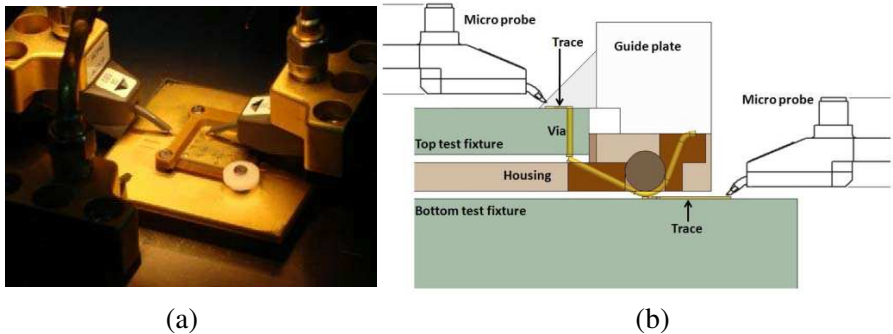 Micro probe
Trace
Guide plate
Micro probe
Via
Top test fixture
Housing
Bottom test fixture
Trace
(a)
(b)